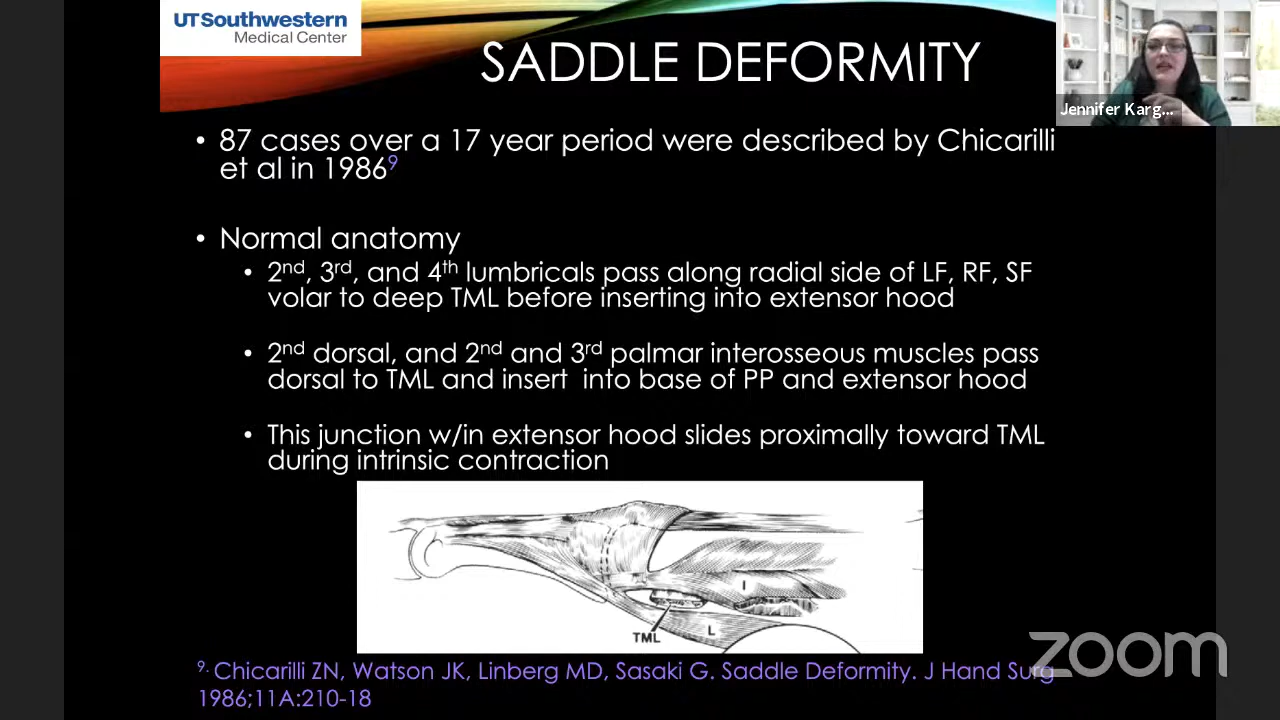 UTSouthwestern
Medical Center
SADDLE DEFORMITY
Jennifer Karg...
• 87 cases over a 17 year period were described by Chicarilli
et al in 1986⁹
• Normal anatomy
• 2nd, 3rd, and 4th lumbricals pass along radial side of LF, RF, SF
volar to deep TML before inserting into extensor hood
• 2nd dorsal, and 2nd and 3rd palmar interosseous muscles pass
dorsal to TML and insert into base of PP and extensor hood
• This junction w/in extensor hood slides proximally toward TML
during intrinsic contraction
I
TML
L
zoom
9. Chicarilli ZN, Watson JK, Linberg MD, Sasaki G. Saddle Deformity. J Hand Surg
1986;11A:210-18